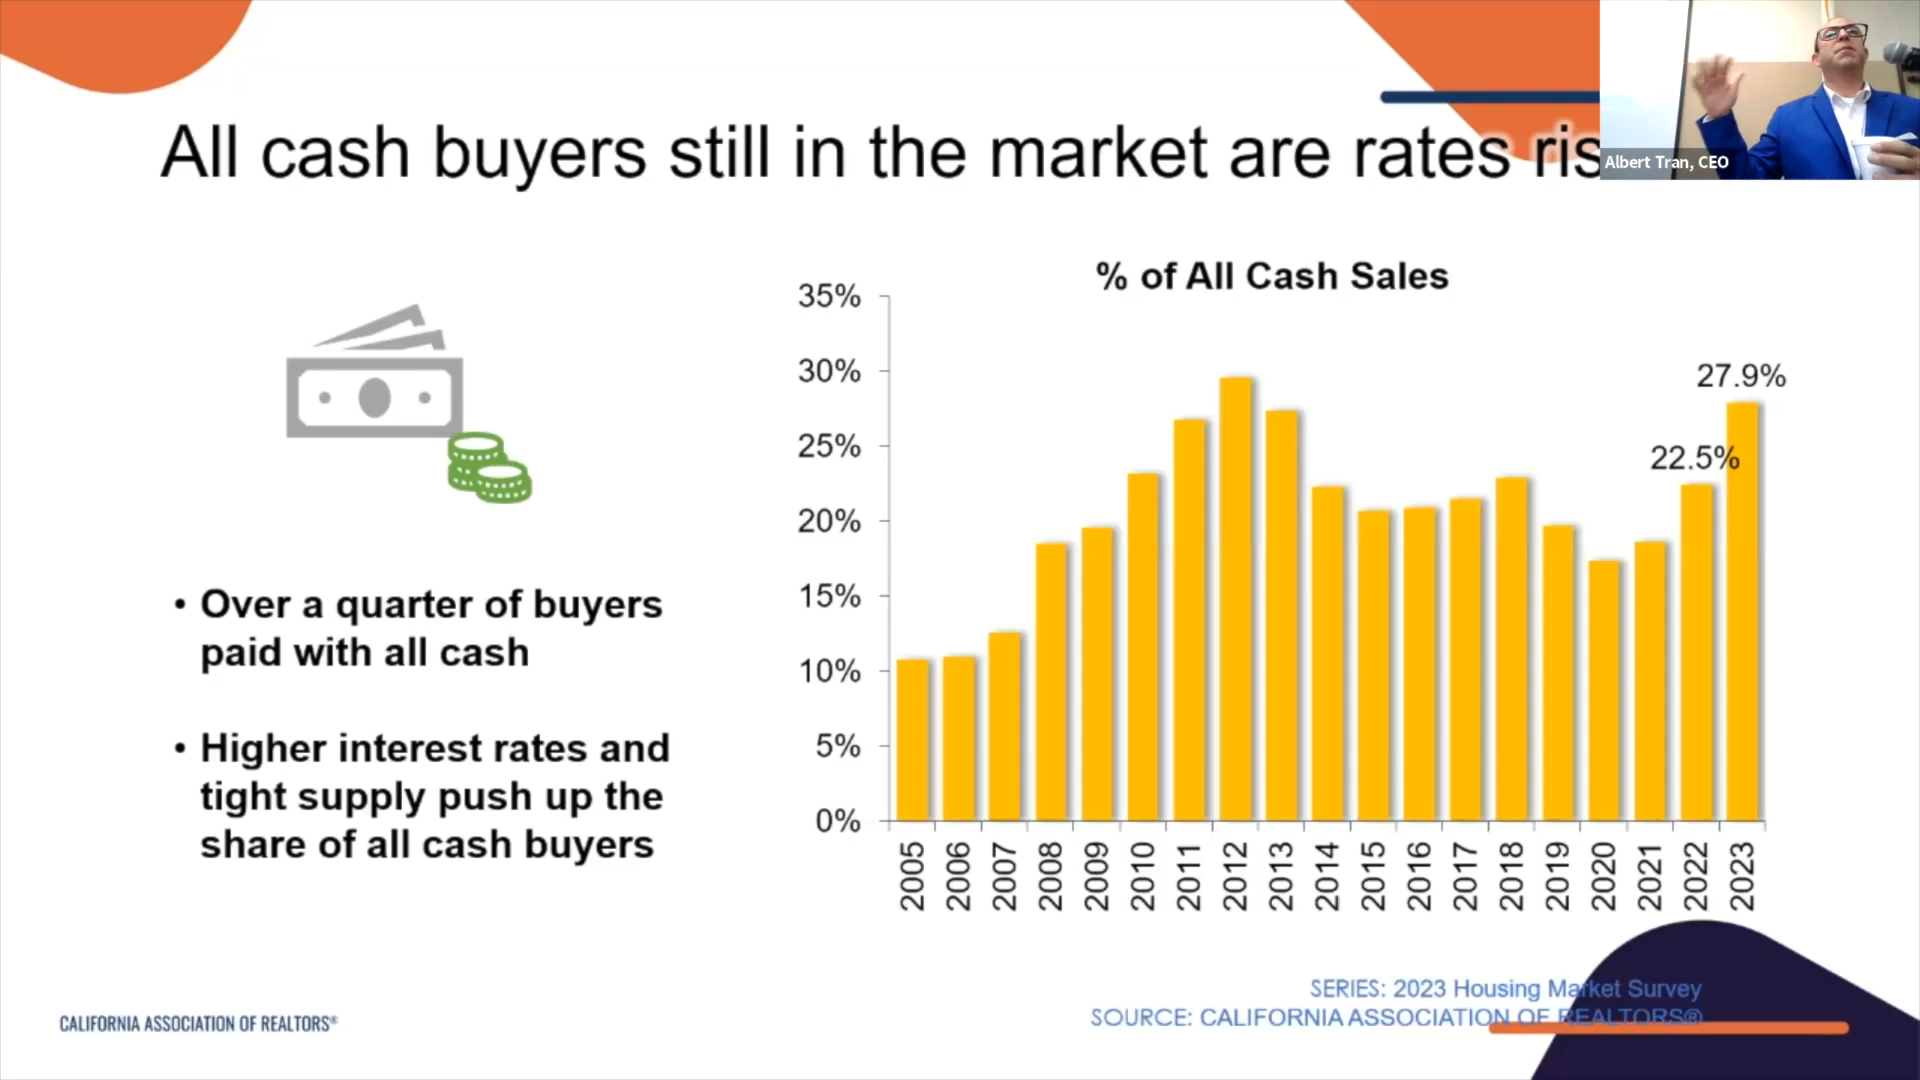 All cash buyers still in the market are rates ris
Albert Tran, CEO
% of All Cash Sales
35%
30%
25%
20%
15%
10%
5%
0%
27.9%
22.5%
2005
2006
2007
2008
2009
2010
2011
2012
2013
2014
2015
2016
2017
2018
2019
2020
2021
2022
2023
• Over a quarter of buyers
paid with all cash
• Higher interest rates and
tight supply push up the
share of all cash buyers
SERIES: 2023 Housing Market Survey
SOURCE: CALIFORNIA ASSOCIATION OF REALTORS®
CALIFORNIA ASSOCIATION OF REALTORS®